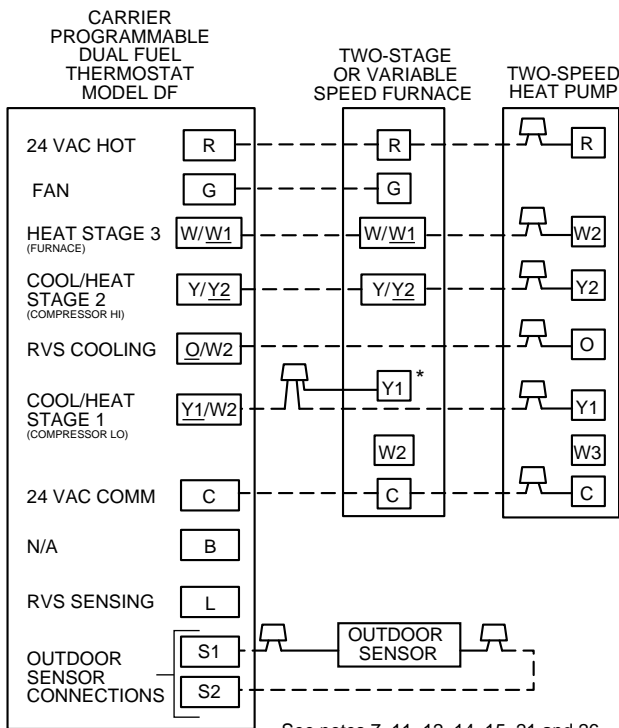 CARRIER
PROGRAMMABLE
DUAL FUEL
THERMOSTAT
MODEL DF
TWO-STAGE
OR VARIABLE
SPEED FURNACE
TWO-SPEED
HEAT PUMP
24 VAC HOT R R R
FAN G G
HEAT STAGE 3 W/W1 W/W1 W2
(FURNACE)
COOL/HEAT
STAGE 2 Y/Y2 Y/Y2 Y2
(COMPRESSOR HI)
RVS COOLING O/W2 O
Y1 *
COOL/HEAT
STAGE 1 Y1/W2 Y1
(COMPRESSOR LO)
W2 W3
24 VAC COMM C C C
N/A B
RVS SENSING L
OUTDOOR
SENSOR
CONNECTIONS
S1
S2
OUTDOOR
SENSOR